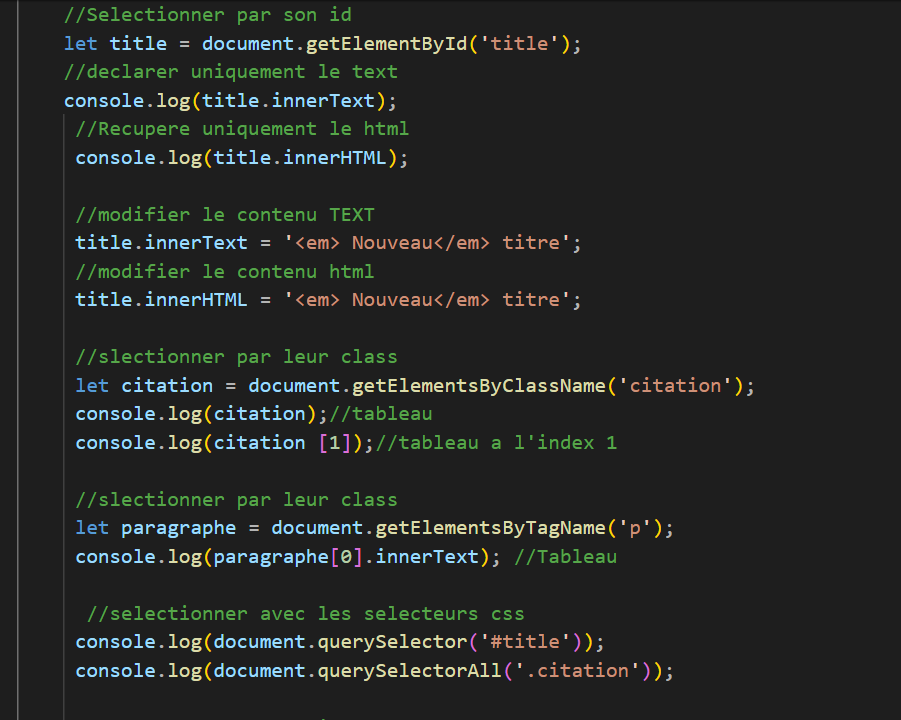 //Selectionner par son id
let title = document.getElementById('title');
//declarer uniquement le text
console.log(title.innerText);
//Recupere uniquement le html
console.log(title.innerHTML);
//modifier le contenu TEXT
title.innerText = '<em> Nouveau</em> titre';
//modifier le contenu html
title.innerHTML = '<em> Nouveau</em> titre';
//slectionner par leur class
let citation = document.getElementsByClassName('citation');
console.log(citation);//tableau
console.log(citation [1]);//tableau a l'index 1
//slectionner par leur class
let paragraphe = document.getElementsByTagName('p');
console.log(paragraphe[0].innerText); //Tableau
//selectionner avec les selecteurs css
console.log(document.querySelector('#title'));
console.log(document.querySelectorAll('.citation'));